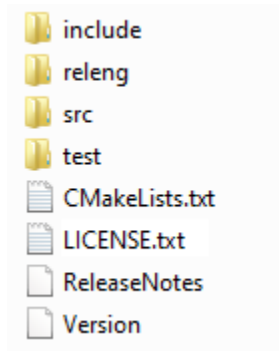 include
releng
src
test
CMakeLists.txt
LICENSE.txt
ReleaseNotes
Version